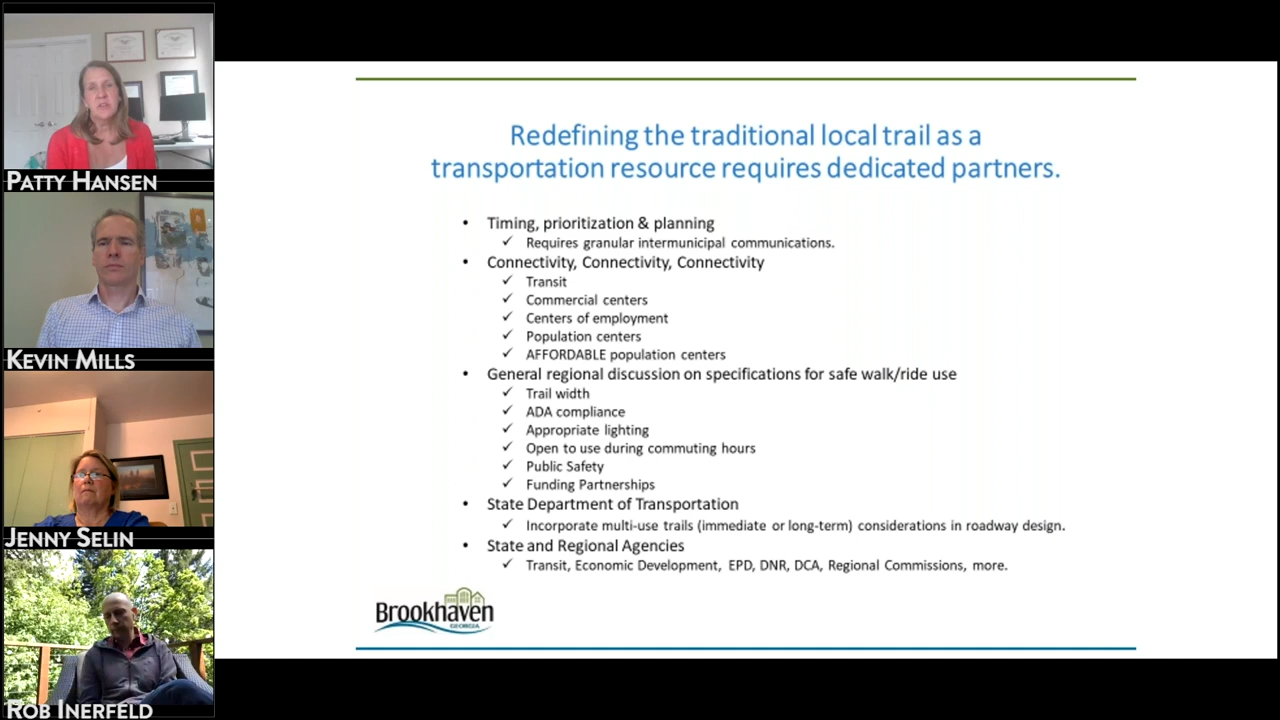 PATTY HANSEN
KEVIN MILLS
JENNY SELIN
ROB INERFELD
Redefining the traditional local trail as a
transportation resource requires dedicated partners.
• Timing, prioritization & planning
✓ Requires granular intermunicipal communications.
• Connectivity, Connectivity, Connectivity
✓ Transit
✓ Commercial centers
✓ Centers of employment
✓ Population centers
✓ AFFORDABLE population centers
• General regional discussion on specifications for safe walk/ride use
✓ Trail width
✓ ADA compliance
✓ Appropriate lighting
✓ Open to use during commuting hours
✓ Public Safety
✓ Funding Partnerships
• State Department of Transportation
✓ Incorporate multi-use trails (immediate or long-term) considerations in roadway design.
• State and Regional Agencies
✓ Transit, Economic Development, EPD, DNR, DCA, Regional Commissions, more.
Brookhaven
GEORGIA